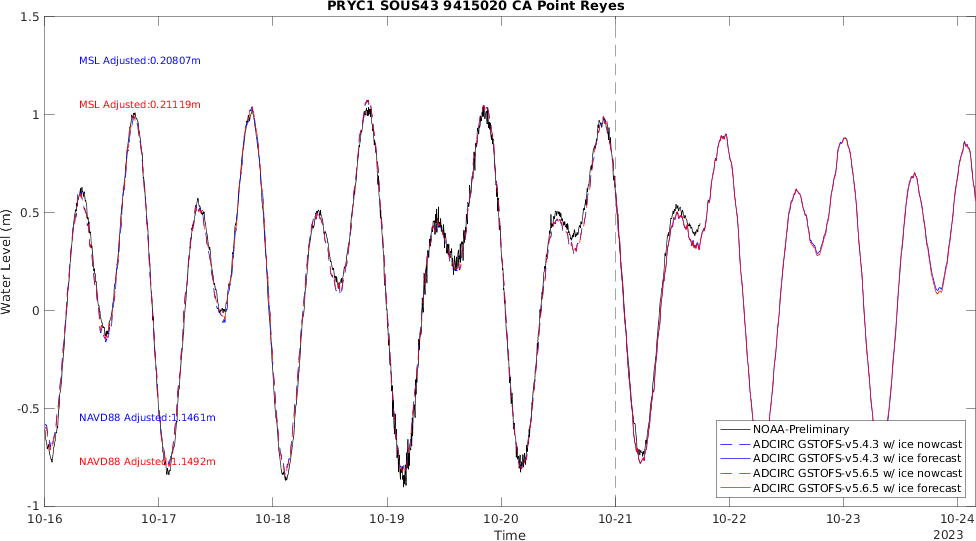 PRYC1 SOUS43 9415020 CA Point Reyes
1.5
1
0.5
0
-0.5
-1
Water Level (m)
MSL Adjusted:0.20807m
MSL Adjusted:0.21119m
NAVD88 Adjusted:1.1461m
NAVD88 Adjusted:1.1492m
NOAA-Preliminary
ADCIRC GSTOFS-v5.4.3 w/ ice nowcast
ADCIRC GSTOFS-v5.4.3 w/ ice forecast
ADCIRC GSTOFS-v5.6.5 w/ ice nowcast
ADCIRC GSTOFS-v5.6.5 w/ ice forecast
10-16 10-17 10-18 10-19 10-20 10-21 10-22 10-23 10-24
Time
2023